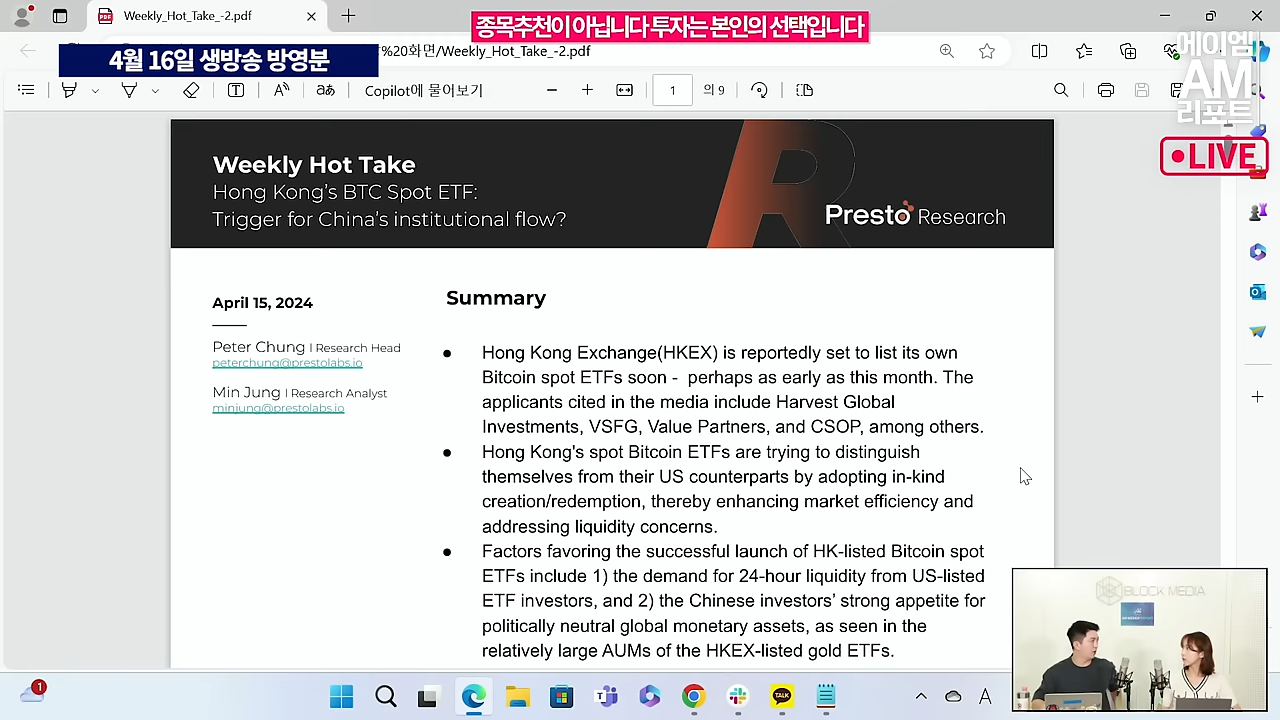 Weekly_Hot_Take_-2.pdf
종목추천이 아닙니다 투자는 본인의 선택입니다
4월 16일 생방송 방영분
%20화면/Weekly_Hot_Take_-2.pdf
에이엠
AM
리포트
LIVE
Copilot에 물어보기
1
의 9
Weekly Hot Take
Hong Kong's BTC Spot ETF:
Trigger for China's institutional flow?
Presto Research
April 15, 2024
Peter Chung | Research Head
peterchung@prestolabs.io
Min Jung | Research Analyst
minjung@prestolabs.io
Summary
● Hong Kong Exchange(HKEX) is reportedly set to list its own
Bitcoin spot ETFs soon - perhaps as early as this month. The
applicants cited in the media include Harvest Global
Investments, VSFG, Value Partners, and CSOP, among others.
● Hong Kong's spot Bitcoin ETFs are trying to distinguish
themselves from their US counterparts by adopting in-kind
creation/redemption, thereby enhancing market efficiency and
addressing liquidity concerns.
● Factors favoring the successful launch of HK-listed Bitcoin spot
ETFs include 1) the demand for 24-hour liquidity from US-listed
ETF investors, and 2) the Chinese investors' strong appetite for
politically neutral global monetary assets, as seen in the
relatively large AUMs of the HKEX-listed gold ETFs.
BLOCK MEDIA
1
TALK
A